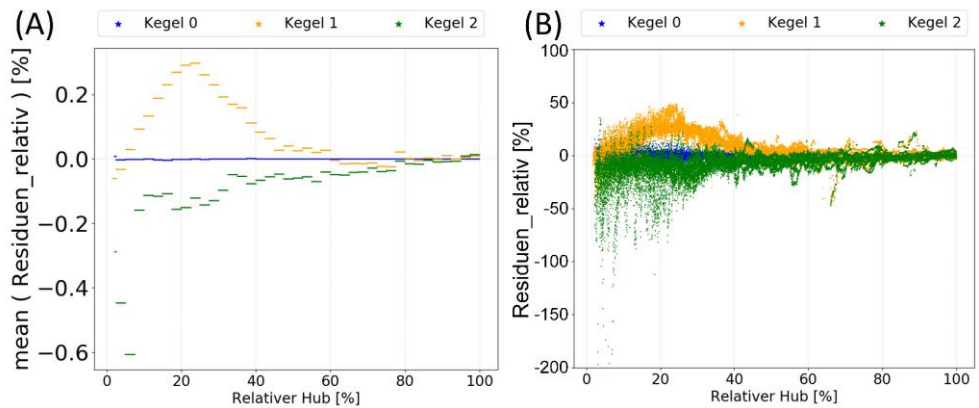 (A)
Kegel 0 Kegel 1 Kegel 2
mean ( Residuen_relativ ) [%]
0.2
0.0
−0.2
−0.4
−0.6
0 20 40 60 80 100
Relativer Hub [%]
(B)
Kegel 0 Kegel 1 Kegel 2
Residuen_relativ [%]
100
50
0
-50
-100
-150
-200
0 20 40 60 80 100
Relativer Hub [%]